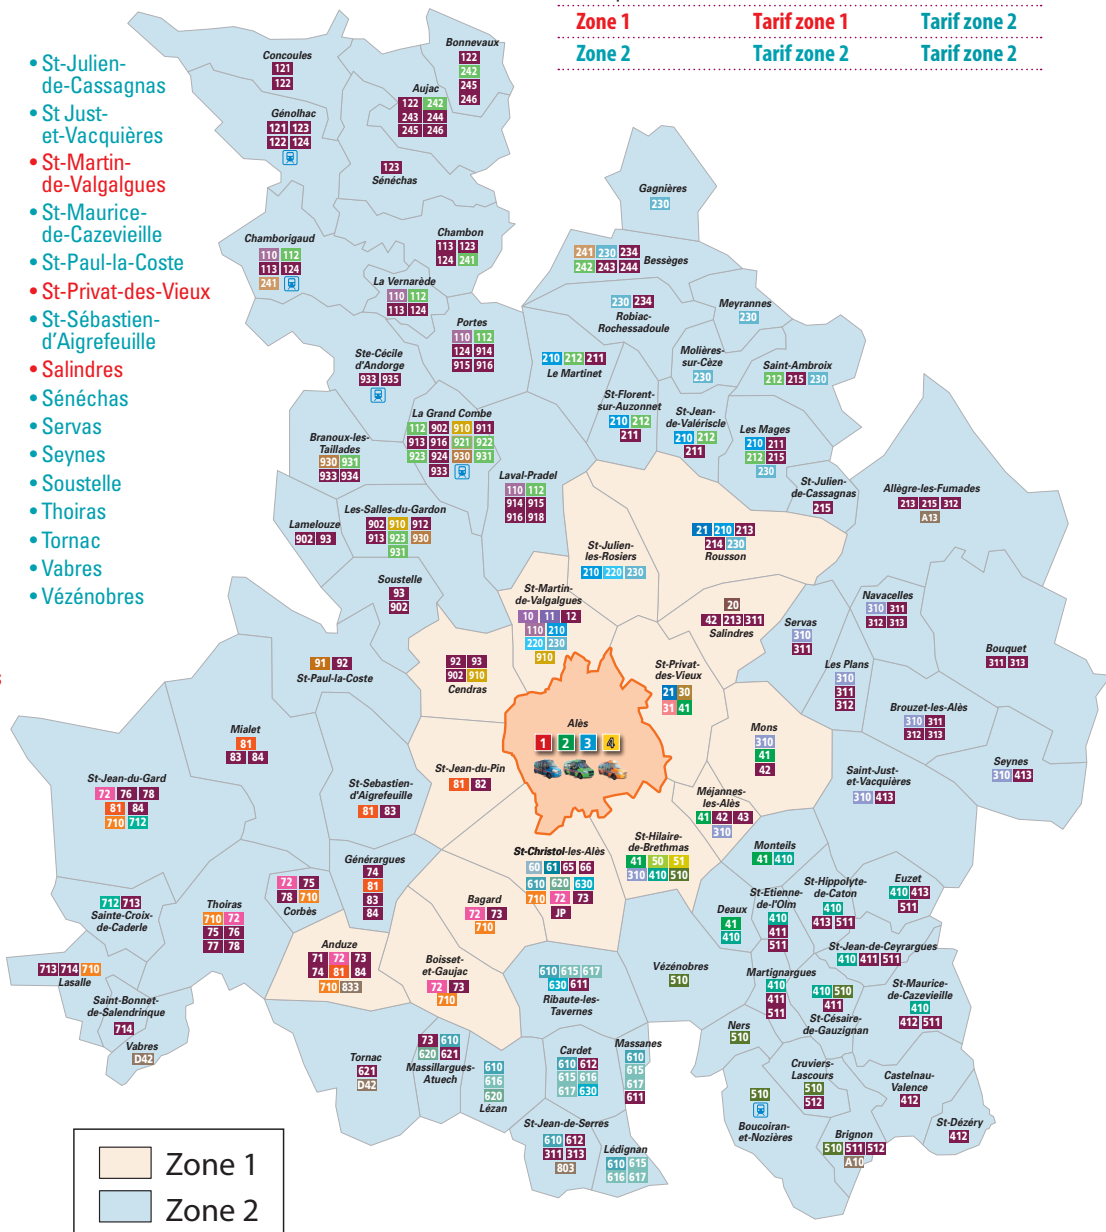 Zone 1 Tarif zone 1 Tarif zone 2
Zone 2 Tarif zone 2 Tarif zone 2
• St-Julien-
de-Cassagnas
• St Just-
et-Vacquières
• St-Martin-
de-Valgalgues
• St-Maurice-
de-Cazevieille
• St-Paul-la-Coste
• St-Privat-des-Vieux
• St-Sébastien-
d'Aigrefeuille
• Salindres
• Sénéchas
• Servas
• Seynes
• Soustelle
• Thoiras
• Tornac
• Vabres
• Vézénobres
s
Concoules
121
122
Bonnevaux
122
242
245
246
Aujac
122 242
243 244
245 246
Génolhac
121 123
122 124
123
Sénéchas
Gagnières
230
Chamborigaud
110 112
113 124
241
Chambon
113 123
124 241
La Vernarède
110 112
113 124
241 230 234
242 243 244
Bessèges
230 234
Robiac-
Rochessadoule
Meyrannes
230
Portes
110 112
124 914
915 916
Ste-Cécile
d'Andorge
933 935
210 212 211
Le Martinet
Molières-
sur-Cèze
230
Saint-Ambroix
212 215 230
St-Florent-
sur-Auzonnet
210 212
211
St-Jean-
de-Valériscle
210 212
211
Les Mages
210 211
212 215
230
La Grand Combe
112 902 910 911
913 916 921 922
923 924 930 931
933
Branoux-les-
Taillades
930 931
933 934
Laval-Pradel
110 112
914 915
916 918
St-Julien-
de-Cassagnas
215
Allègre-les-Fumades
213 215 312
A13
Les-Salles-du-Gardon
902 910 912
913 923 930
931
Lamelouze
902 93
21 210 213
214 230
Rousson
St-Julien-
les-Rosiers
210 220 230
Soustelle
93
902
St-Martin-
de-Valgalgues
10 11 12
110 210
220 230
910
20
42 213 311
Salindres
Servas
310
311
Navacelles
310 311
312 313
Bouquet
311 313
91 92
St-Paul-la-Coste
92 93
902 910
Cendras
St-Privat-
des-Vieux
21 30
31 41
Les Plans
310
311
312
Brouzet-les-Alès
310 311
312 313
Alès
1 2 3 4
Mons
310
41
42
Seynes
310 413
Mialet
81
83 84
St-Jean-du-Gard
72 76 78
81 84
710 712
St-Jean-du-Pin
81 82
St-Sebastien-
d'Aigrefeuille
81 83
Saint-Just-
et-Vacquières
310 413
Méjannes-
les-Alès
41 42 43
310
St-Hilaire-
de-Brethmas
41 50 51
310 410 510
Monteils
41 410
St-Christol-les-Alès
60 61 65 66
610 620 630
710 72 73
JP
Générargues
74
81
83
84
72 75
78 710
Corbès
Bagard
72 73
710
712 713
Sainte-Croix-
de-Caderle
Thoiras
710 72
75 76
77 78
Anduze
71 72 73
74 81 84
710 833
Boisset-
et-Gaujac
72 73
710
Deaux
41
410
St-Etienne-
de-l'Olm
410
411
511
St-Hippolyte-
de-Caton
410
413 511
Euzet
410 413
511
St-Jean-de-Ceyrargues
410 411 511
713 714 710
Lasalle
Saint-Bonnet-
de-Salendrinque
714
Vabres
D42
610 615 617
630 611
Ribaute-les-
Tavernes
Vézénobres
510
Martignargues
410
411
511
410 510
411
St-Césaire-
de-Gauzignan
St-Maurice-
de-Cazevieille
410
412 511
Ners
510
Tornac
621
D42
73 610
620 621
Massillargues-
Atuech
610
616
620
Lézan
Cardet
610 612
615 616
617 630
Massanes
610
615
617
611
Cruviers-
Lascours
510
512
Castelnau-
Valence
412
510
Boucoiran-
et-Nozières
St-Dézéry
412
Brignon
510 511 512
A10
St-Jean-de-Serres
610 612
311 313
803
Lédignan
610 615
616 617
Zone 1
Zone 2